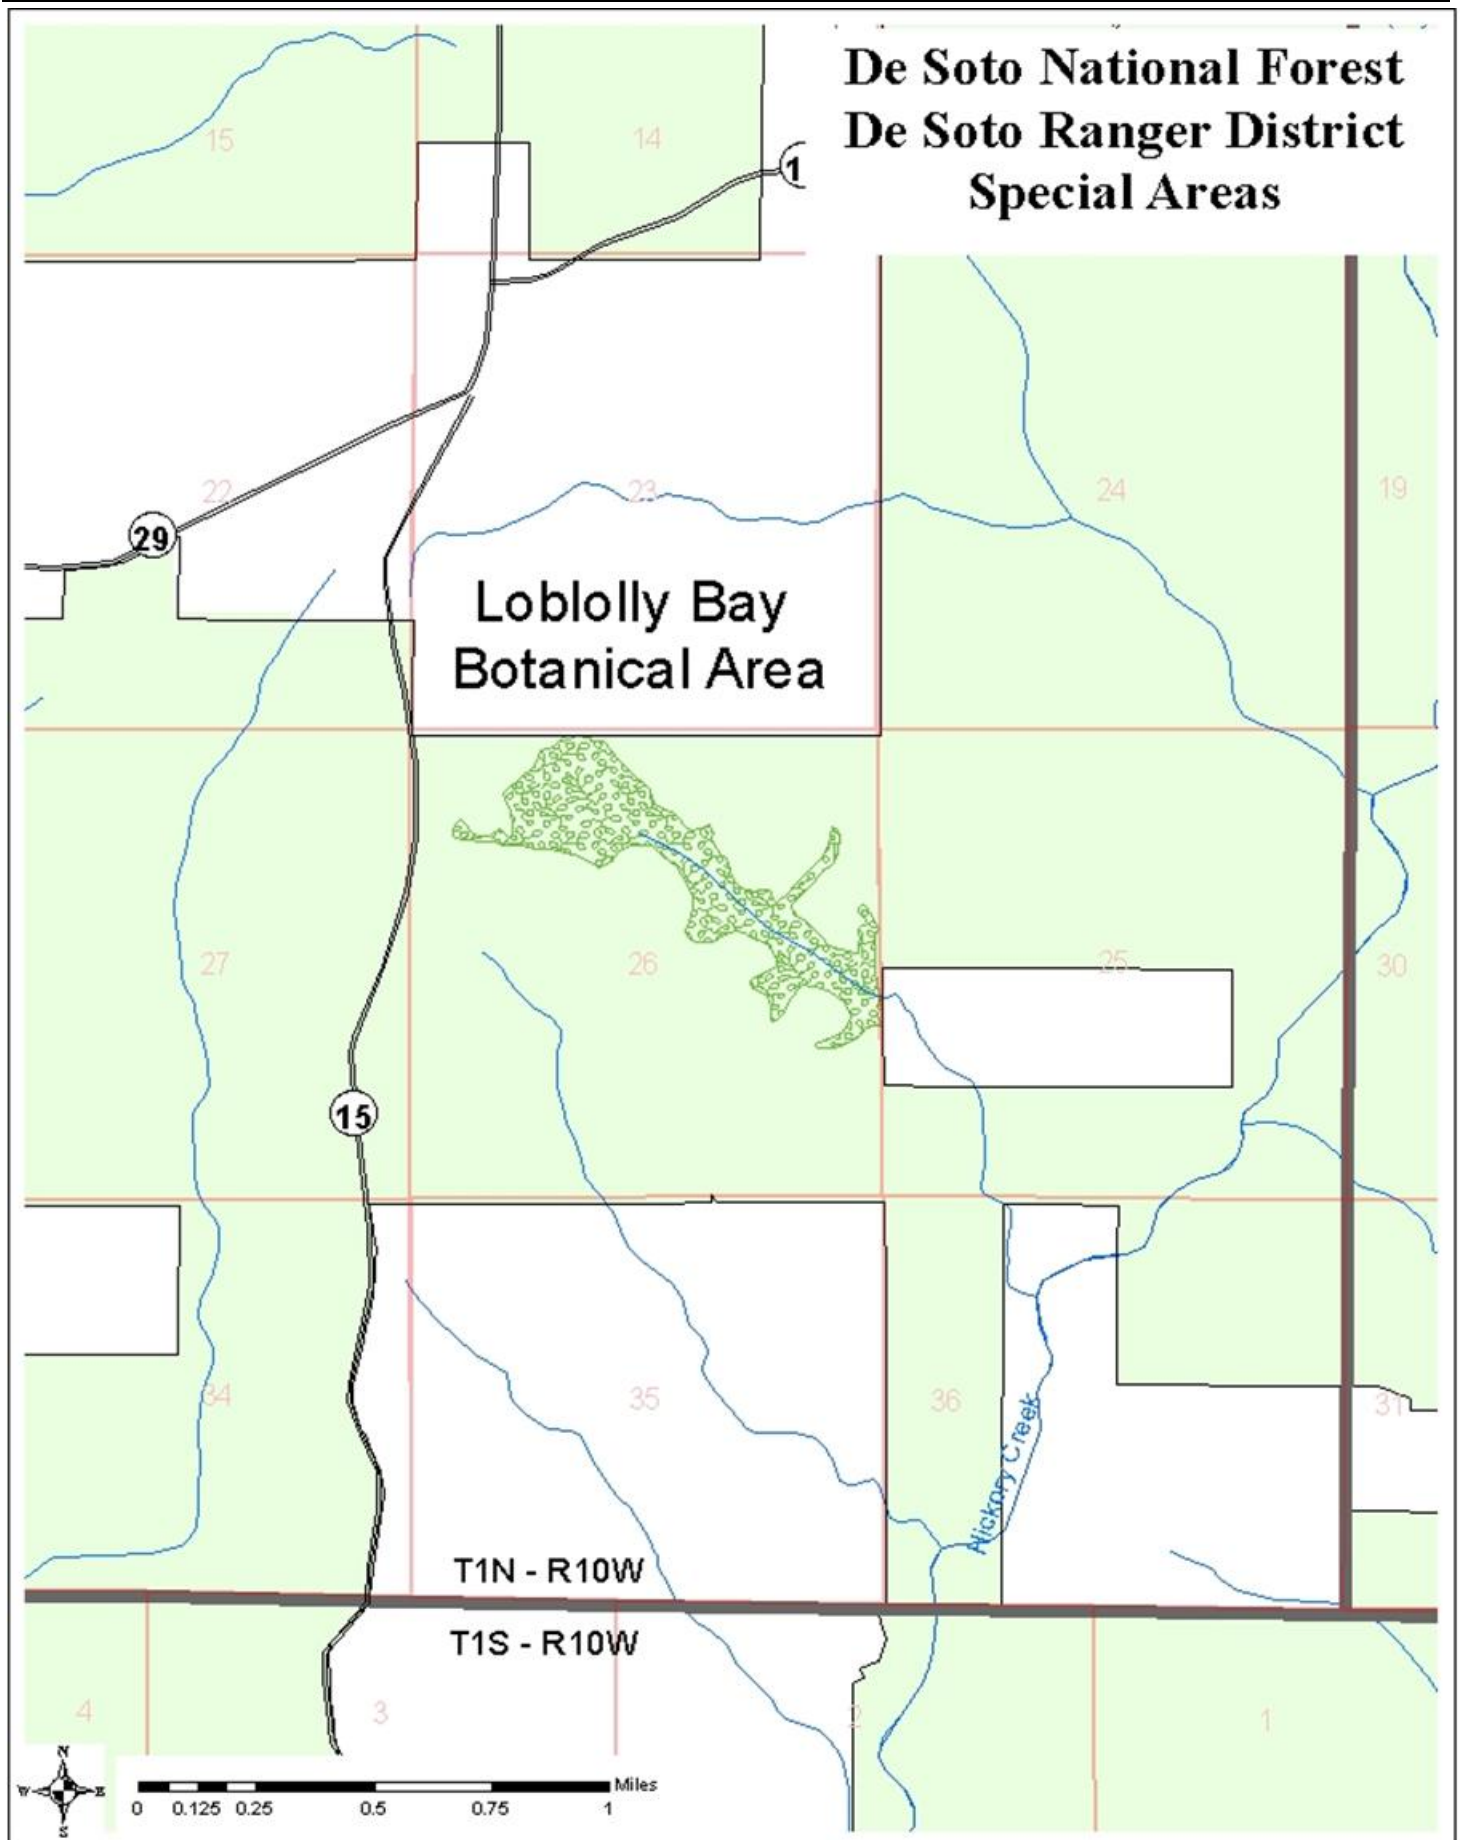 De Soto National Forest
De Soto Ranger District
Special Areas
15
14
1
22
23
24
19
29
Loblolly Bay
Botanical Area
27
26
25
30
15
34
35
36
31
Hickory Creek
T1N - R10W
T1S - R10W
4
3
2
1
N
W
E
S
Miles
0 0.125 0.25 0.5 0.75 1